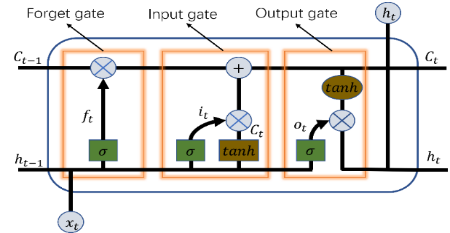 Forget gate Input gate Output gate
h_t
C_{t-1} × + C_t
tanh
f_t i_t × o_t ×
C_t
σ σ tanh σ
h_{t-1} h_t
x_t